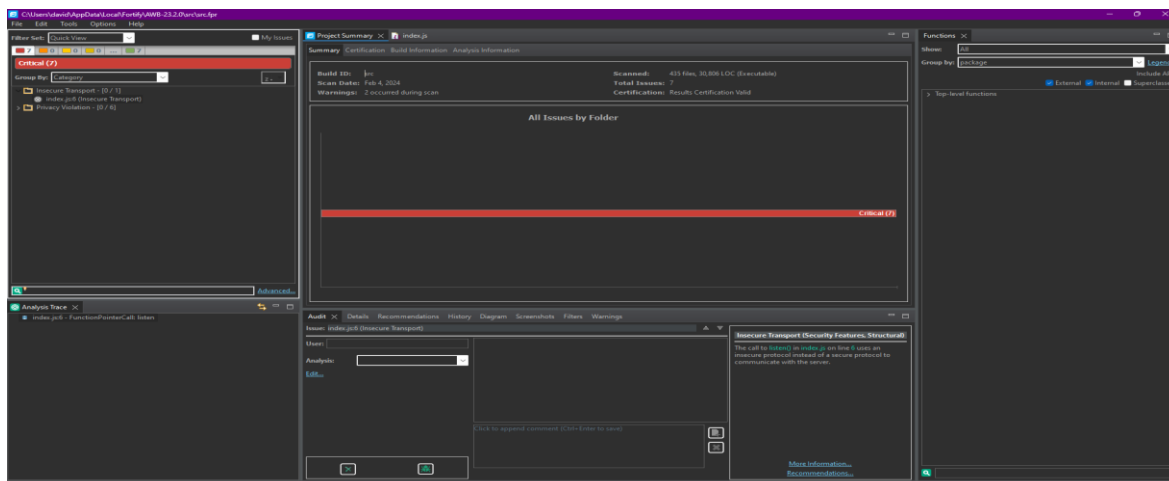 C:\Users\david\AppData\Local\Fortify\AWB-23.2.0\src\src.fpr
File Edit Tools Options Help
Filter Set: Quick View My Issues
7 0 0 0 ... 7
Critical (7)
Group By: Category
Insecure Transport - [0 / 1]
index.js:6 (Insecure Transport)
Privacy Violation - [0 / 6]
Advanced...
Analysis Trace
index.js:6 - FunctionPointerCall: listen
Project Summary index.js
Summary Certification Build Information Analysis Information
Build ID: src
Scan Date: Feb 4, 2024
Warnings: 2 occurred during scan
Scanned: 435 files, 30,806 LOC (Executable)
Total Issues: 7
Certification: Results Certification Valid
All Issues by Folder
Critical (7)
Audit Details Recommendations History Diagram Screenshots Filters Warnings
Issue: index.js:6 (Insecure Transport)
User:
Analysis:
Edit...
Click to append comment (Ctrl+Enter to save)
Insecure Transport (Security Features, Structural)
The call to listen() in index.js on line 6 uses an
insecure protocol instead of a secure protocol to
communicate with the server.
More Information...
Recommendations...
Functions
Show: All
Group by: package Legend
Include
External Internal
Top-level functions